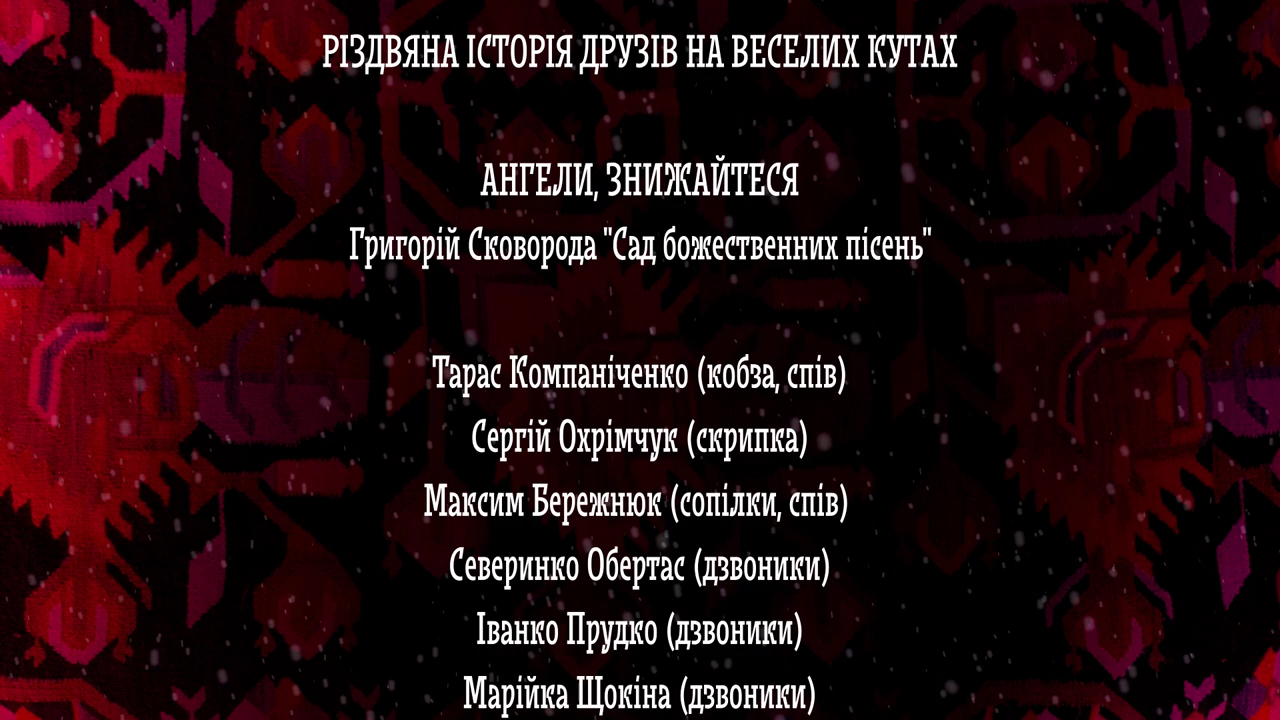 РІЗДВЯНА ІСТОРІЯ ДРУЗІВ НА ВЕСЕЛИХ КУТАХ
АНГЕЛИ, ЗНИЖАЙТЕСЯ
Григорій Сковорода "Сад божественних пісень"
Тарас Компаніченко (кобза, спів)
Сергій Охрімчук (скрипка)
Максим Бережнюк (сопілки, спів)
Северинко Обертас (дзвоники)
Іванко Прудко (дзвоники)
Марійка Щокіна (дзвоники)